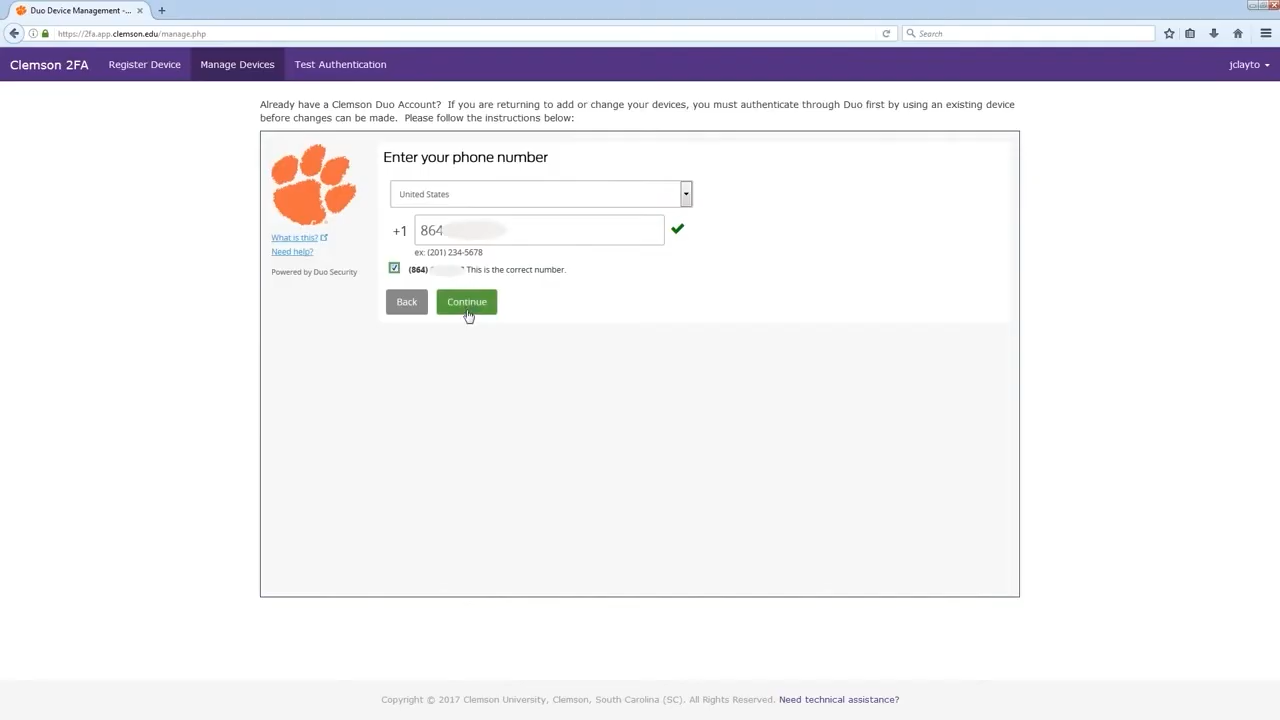 Duo Device Management -...
https://2fa.app.clemson.edu/manage.php
Search
Clemson 2FA
Register Device
Manage Devices
Test Authentication
jclayto
Already have a Clemson Duo Account? If you are returning to add or change your devices, you must authenticate through Duo first by using an existing device
before changes can be made. Please follow the instructions below:
Enter your phone number
United States
+1 864
ex: (201) 234-5678
(864) This is the correct number.
What is this?
Need help?
Powered by Duo Security
Back
Continue
Copyright © 2017 Clemson University, Clemson, South Carolina (SC). All Rights Reserved. Need technical assistance?